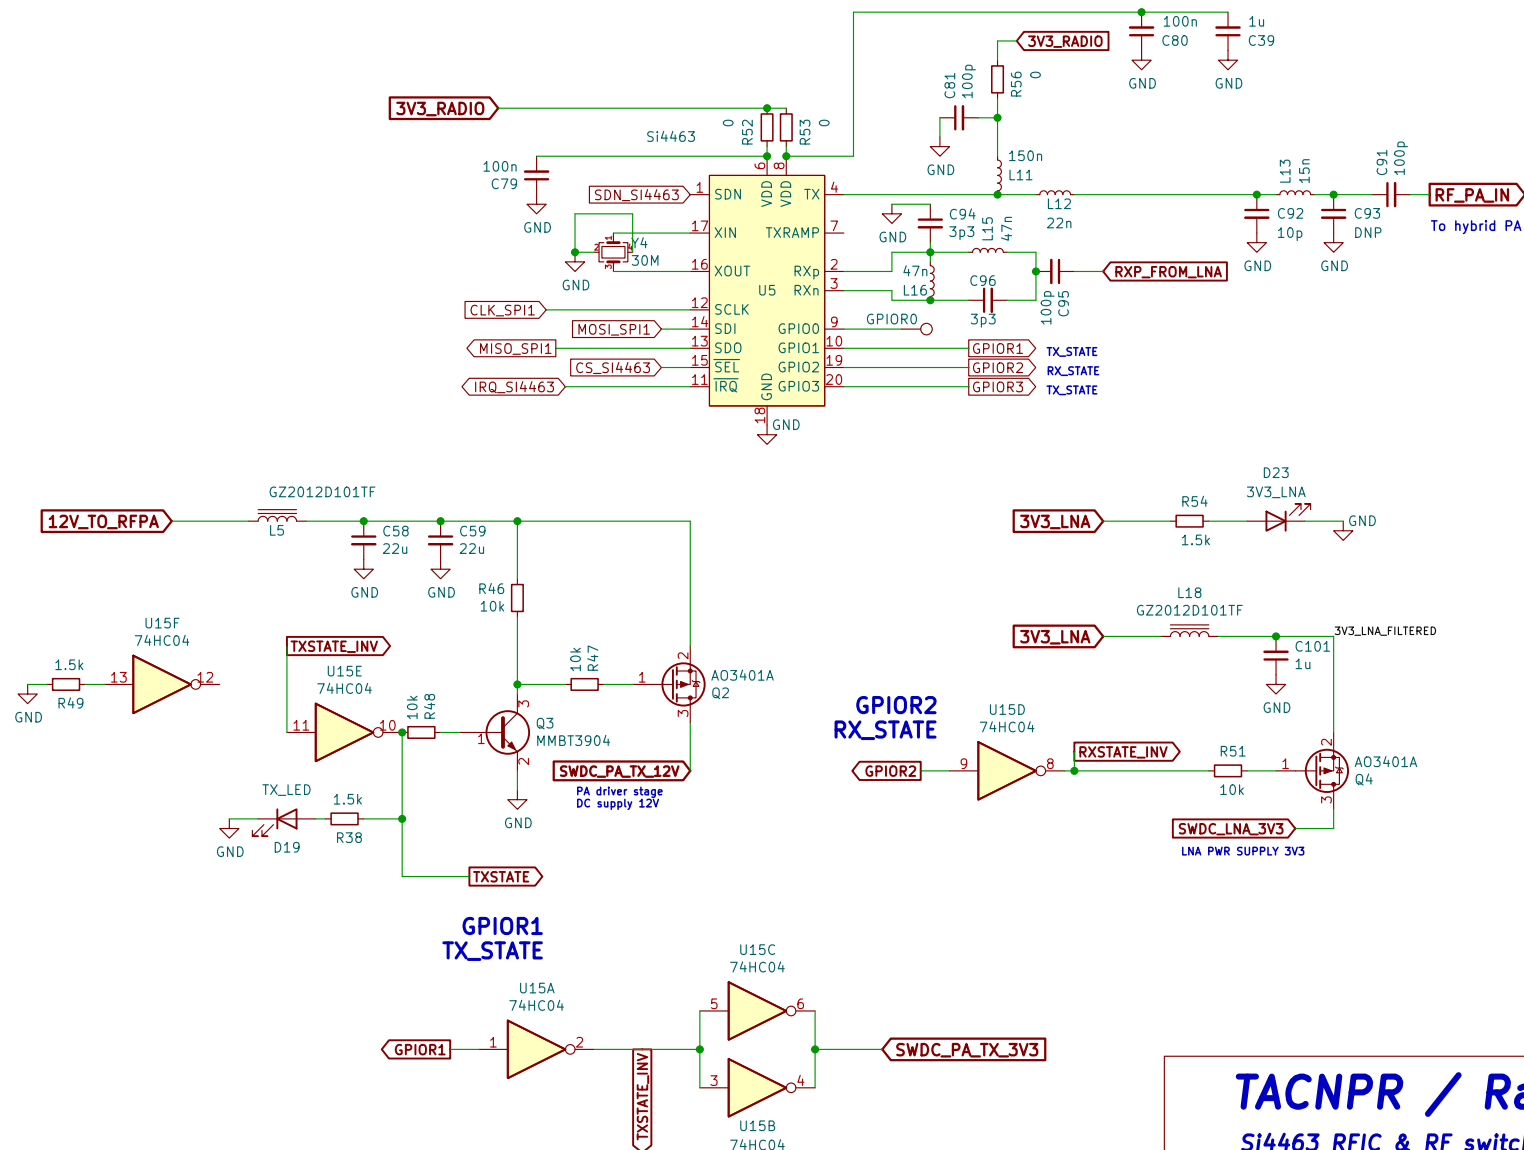 100n
C80
1u
C39
GND
GND
3V3_RADIO
R56
0
C81
100p
GND
3V3_RADIO
0
R52
R53
0
Si4463
100n
C79
GND
150n
L11
L12
22n
L13
15n
C91
100p
RF_PA_IN
To hybrid PA
C92
10p
GND
C93
DNP
GND
SDN_SI4463
1
SDN
6
VDD
8
VDD
TX
4
17
XIN
TXRAMP
7
16
XOUT
RXp
2
U5
RXn
3
12
SCLK
14
SDI
GPIO0
9
13
SDO
GPIO1
10
15
SEL
GPIO2
19
11
IRQ
GPIO3
20
GND
18
GND
Y4
30M
1
2
3
GND
CLK_SPI1
MOSI_SPI1
MISO_SPI1
CS_SI4463
IRQ_SI4463
GND
C94
3p3
L15
47n
47n
L16
C96
3p3
100p
C95
RXP_FROM_LNA
GPIOR0
GPIOR1
TX_STATE
GPIOR2
RX_STATE
GPIOR3
TX_STATE
12V_TO_RFPA
GZ2012D101TF
L5
C58
22u
GND
C59
22u
GND
R46
10k
10k
R47
1
2
3
AO3401A
Q2
U15F
74HC04
1.5k
R49
13
12
GND
TXSTATE_INV
U15E
74HC04
11
10
10k
R48
1
3
2
Q3
MMBT3904
GND
SWDC_PA_TX_12V
PA driver stage
DC supply 12V
TX_LED
D19
GND
1.5k
R38
TXSTATE
3V3_LNA
R54
1.5k
D23
3V3_LNA
GND
3V3_LNA
L18
GZ2012D101TF
3V3_LNA_FILTERED
C101
1u
GND
GPIOR2
RX_STATE
GPIOR2
U15D
74HC04
9
8
RXSTATE_INV
R51
10k
1
2
3
AO3401A
Q4
SWDC_LNA_3V3
LNA PWR SUPPLY 3V3
GPIOR1
TX_STATE
GPIOR1
U15A
74HC04
1
2
TXSTATE_INV
U15C
74HC04
5
6
3
4
U15B
74HC04
SWDC_PA_TX_3V3
TACNPR / Ra
Si4463 RFIC & RF switch